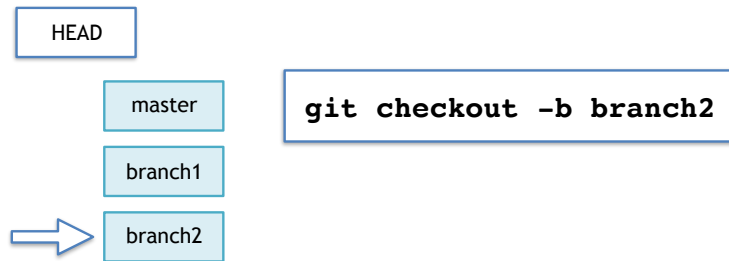 HEAD
master
git checkout -b branch2
branch1
branch2